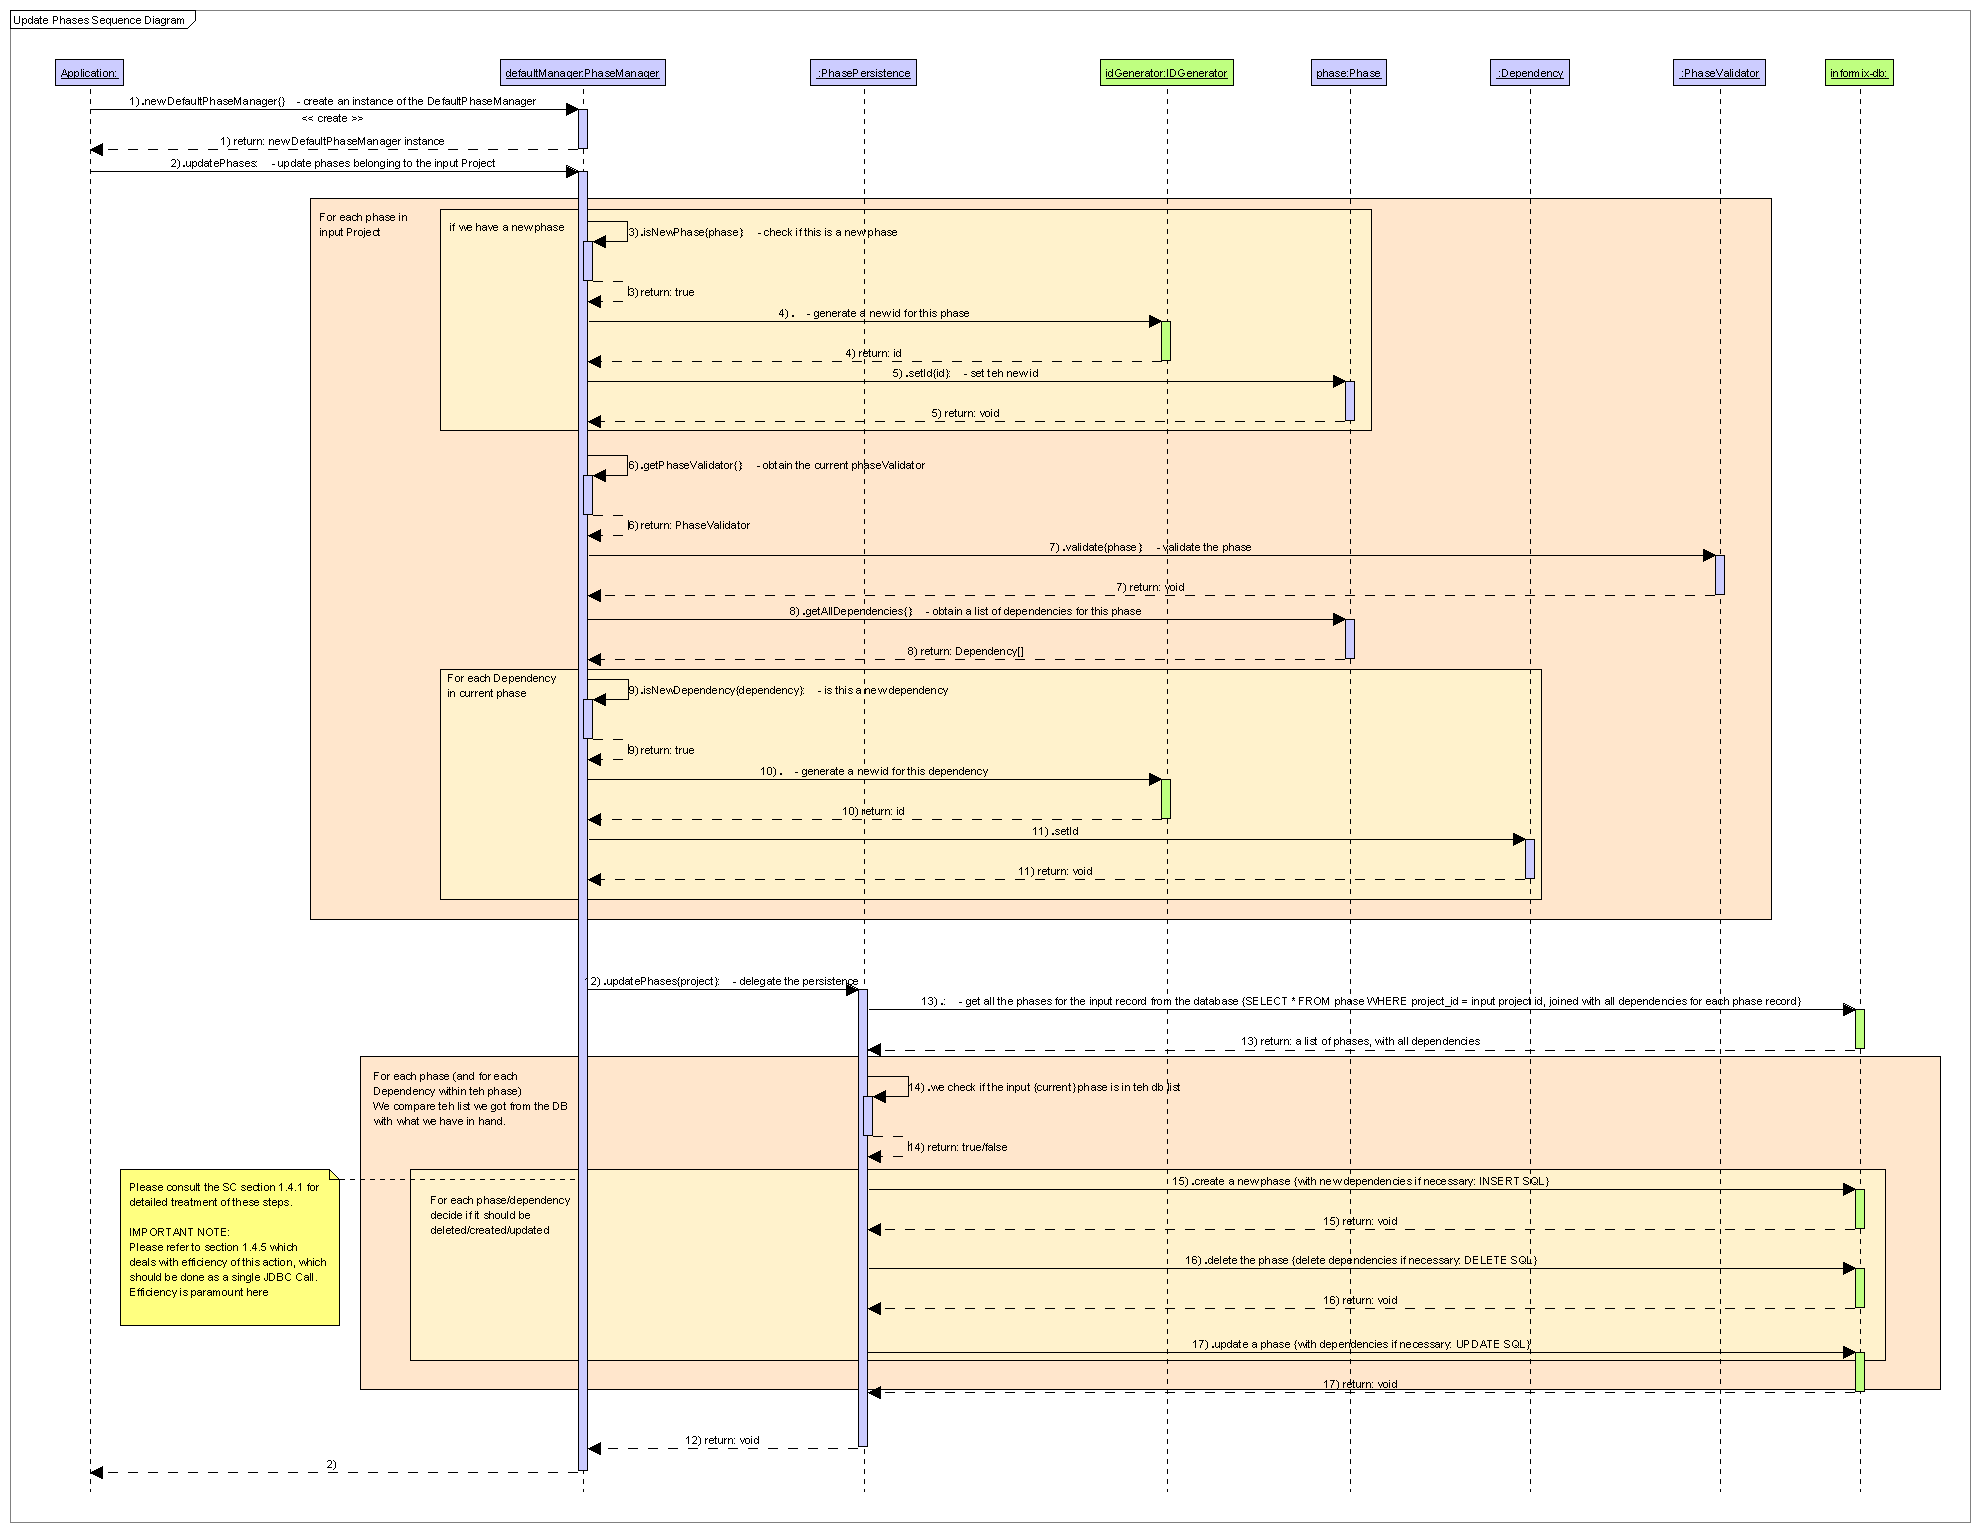 Update Phases Sequence Diagram
Application:
defaultManager:PhaseManager
:PhasePersistence
idGenerator:IDGenerator
phase:Phase
:Dependency
:PhaseValidator
informix-db:
1) .newDefaultPhaseManager{} - create an instance of the DefaultPhaseManager
<< create >>
1) return: newDefaultPhaseManager instance
2) .updatePhases: - update phases belonging to the input Project
For each phase in
input Project
if we have a new phase
3) .isNewPhase{phase} - check if this is a new phase
3) return: true
4) . - generate a new id for this phase
4) return: id
5) .setId{id}: - set teh new id
5) return: void
6) .getPhaseValidator{} - obtain the current phaseValidator
6) return: PhaseValidator
7) .validate{phase} - validate the phase
7) return: void
8) .getAllDependencies{} - obtain a list of dependencies for this phase
8) return: Dependency[]
For each Dependency
in current phase
9) .isNewDependency{dependency}: - is this a new dependency
9) return: true
10) . - generate a new id for this dependency
10) return: id
11) .setId
11) return: void
2) .updatePhases{project}: - delegate the persistence
13) .: - get all the phases for the input record from the database {SELECT * FROM phase WHERE project_id = input project id, joined with all dependencies for each phase record}
13) return: a list of phases, with all dependencies
For each phase (and for each
Dependency within teh phase)
We compare teh list we got from the DB
with what we have in hand.
14) .we check if the input {current} phase is in teh db list
14) return: true/false
Please consult the SC section 1.4.1 for
detailed treatment of these steps.
IMPORTANT NOTE:
Please refer to section 1.4.5 which
deals with efficiency of this action, which
should be done as a single JDBC Call.
Efficiency is paramount here
For each phase/dependency
decide if it should be
deleted/created/updated
15) .create a new phase {with new dependencies if necessary: INSERT SQL}
15) return: void
16) .delete the phase {delete dependencies if necessary: DELETE SQL}
16) return: void
17) .update a phase {with dependencies if necessary: UPDATE SQL}
17) return: void
12) return: void
2)